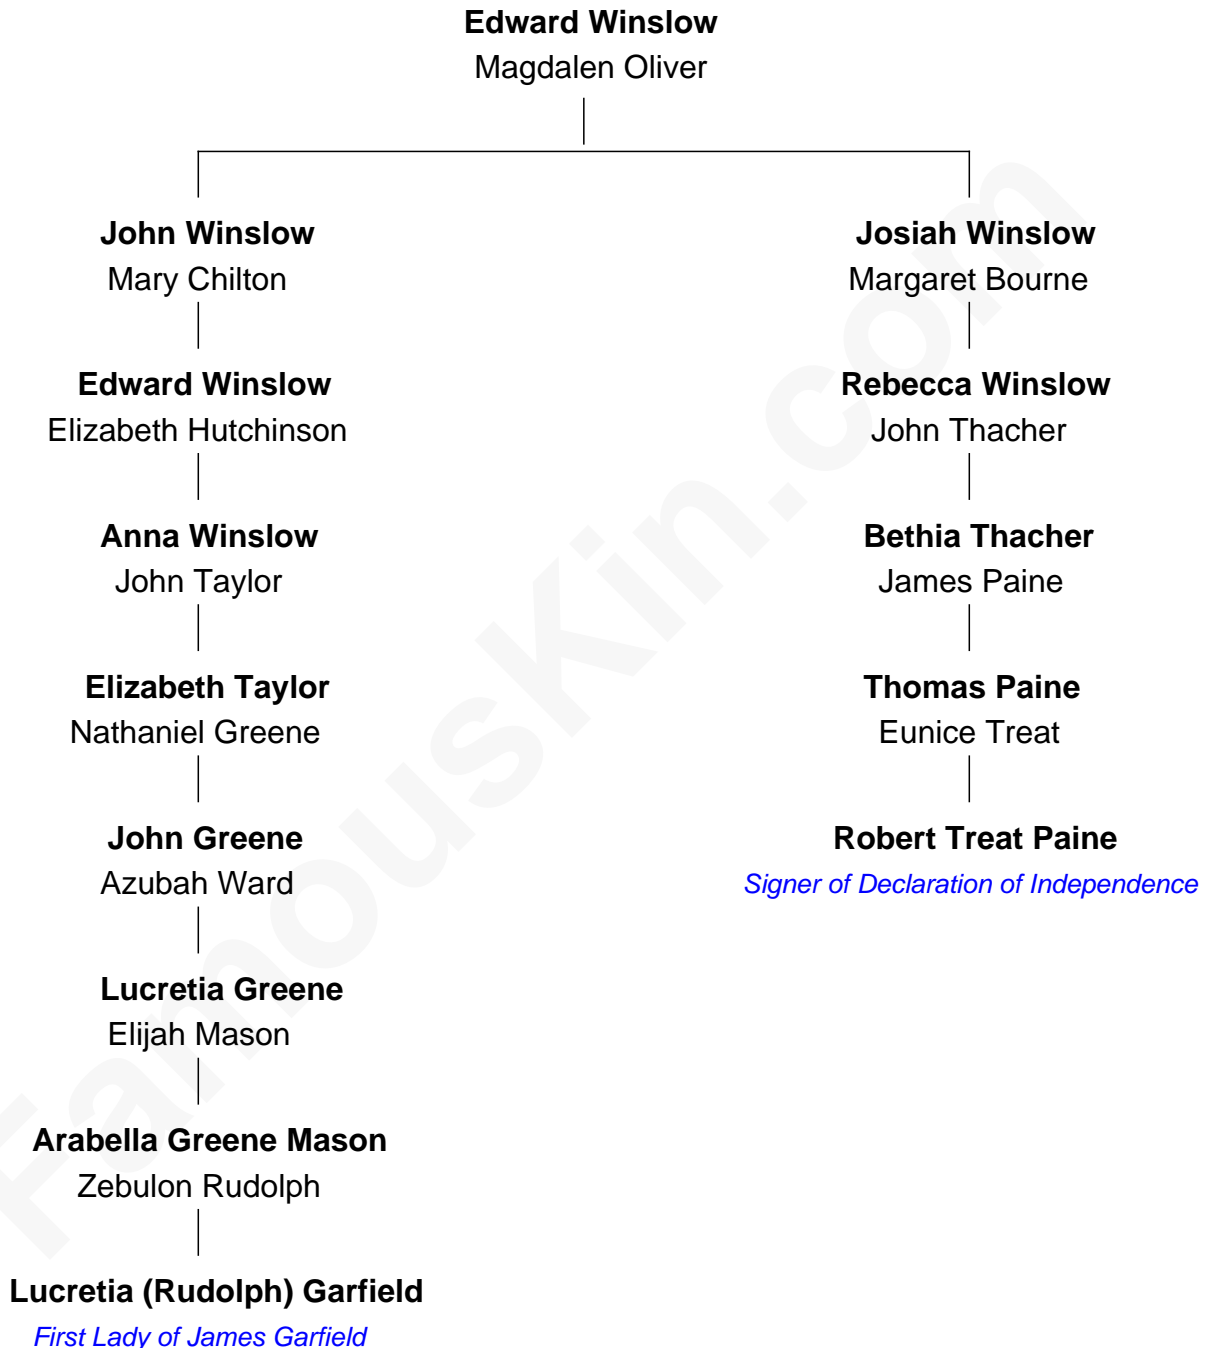 Edward Winslow
Magdalen Oliver
John Winslow
Mary Chilton
Edward Winslow
Elizabeth Hutchinson
Anna Winslow
John Taylor
Elizabeth Taylor
Nathaniel Greene
John Greene
Azubah Ward
Lucretia Greene
Elijah Mason
Arabella Greene Mason
Zebulon Rudolph
Lucretia (Rudolph) Garfield
First Lady of James Garfield
Josiah Winslow
Margaret Bourne
Rebecca Winslow
John Thacher
Bethia Thacher
James Paine
Thomas Paine
Eunice Treat
Robert Treat Paine
Signer of Declaration of Independence
FamousKin.com